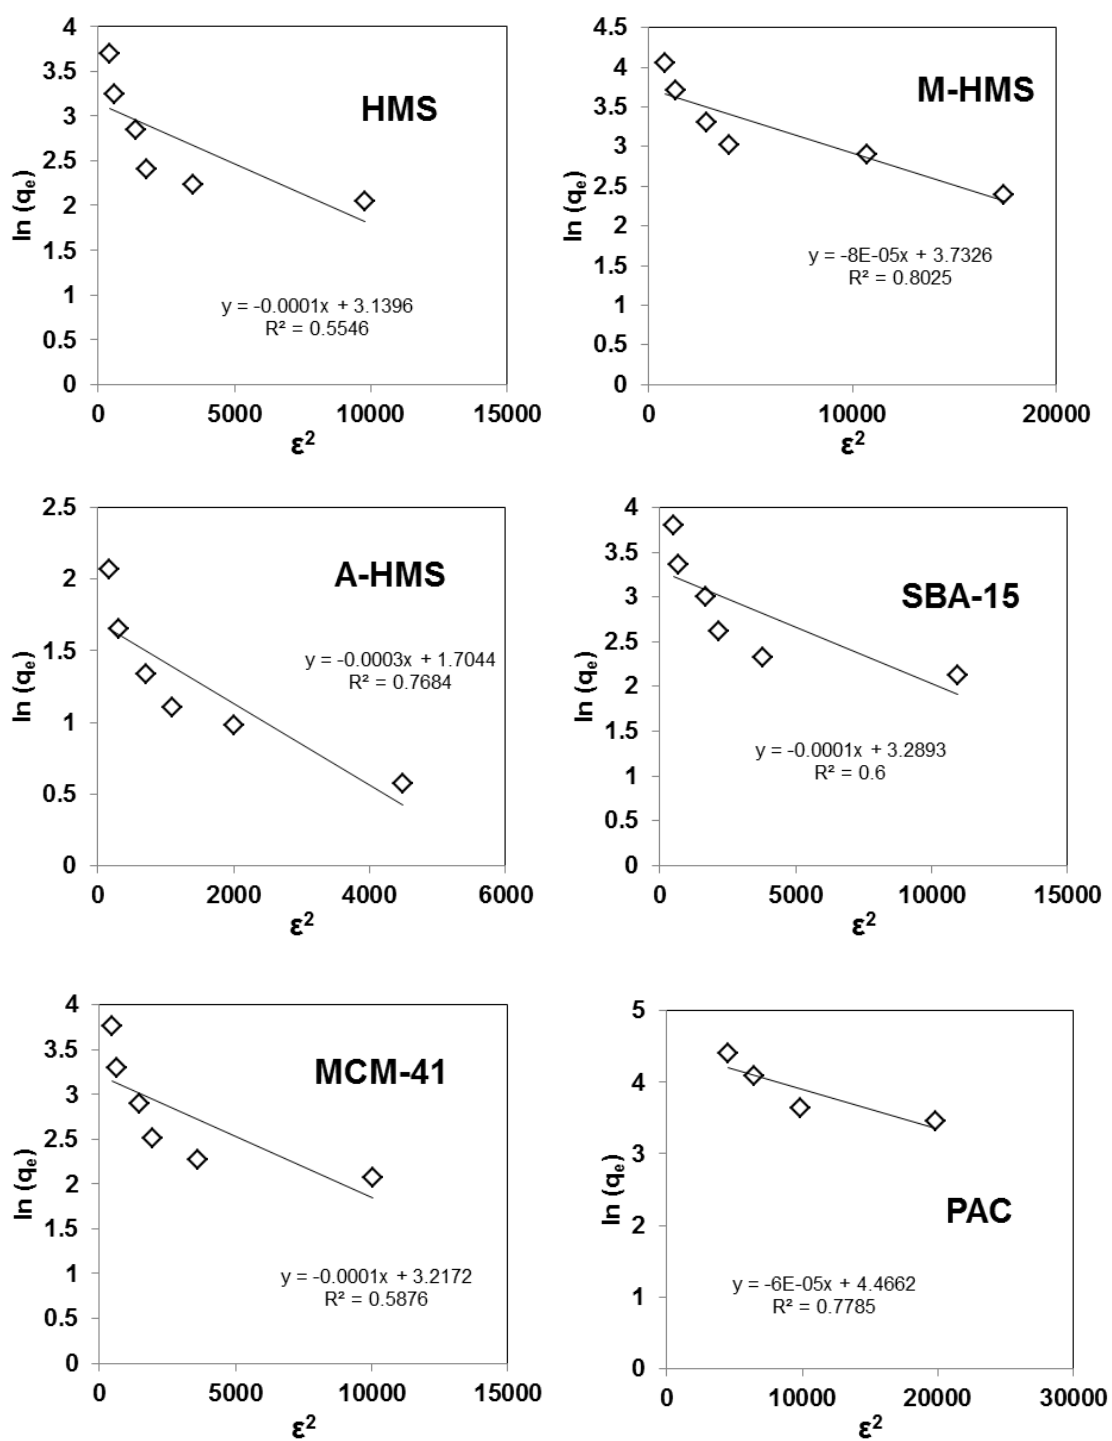 4
3.5
3
2.5
2
1.5
1
0.5
0
ln (qₑ)
HMS
y = -0.0001x + 3.1396
R² = 0.5546
0 5000 10000 15000
ε²
4.5
4
3.5
3
2.5
2
1.5
1
0.5
0
ln (qₑ)
M-HMS
y = -8E-05x + 3.7326
R² = 0.8025
0 10000 20000
ε²
2.5
2
1.5
1
0.5
0
ln (qₑ)
A-HMS
y = -0.0003x + 1.7044
R² = 0.7684
0 2000 4000 6000
ε²
4
3.5
3
2.5
2
1.5
1
0.5
0
ln (qₑ)
SBA-15
y = -0.0001x + 3.2893
R² = 0.6
0 5000 10000 15000
ε²
4
3.5
3
2.5
2
1.5
1
0.5
0
ln (qₑ)
MCM-41
y = -0.0001x + 3.2172
R² = 0.5876
0 5000 10000 15000
ε²
5
4
3
2
1
0
ln (qₑ)
PAC
y = -6E-05x + 4.4662
R² = 0.7785
0 10000 20000 30000
ε²